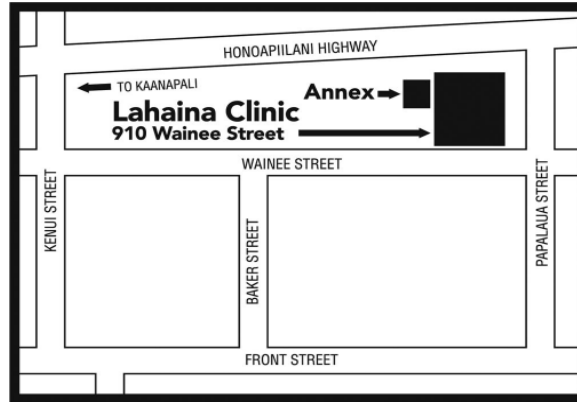 HONOAPIILANI HIGHWAY
TO KAANAPALI
Annex
Lahaina Clinic
910 Wainee Street
WAINEE STREET
KENUI STREET
BAKER STREET
PAPALAUA STREET
FRONT STREET